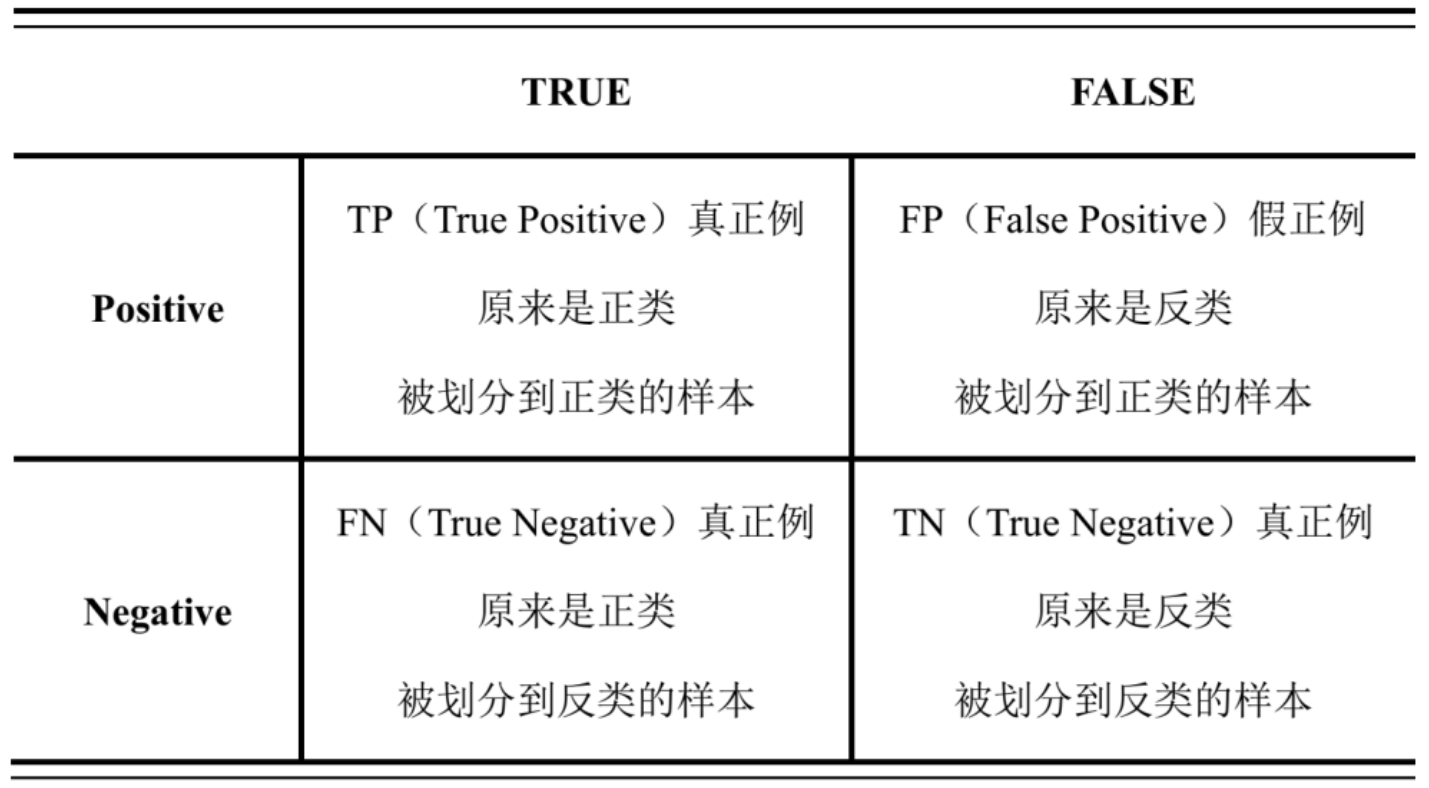 TRUE FALSE
TP（True Positive）真正例 FP（False Positive）假正例
Positive 原来是正类 原来是反类
被划分到正类的样本 被划分到正类的样本
FN（True Negative）真正例 TN（True Negative）真正例
Negative 原来是正类 原来是反类
被划分到反类的样本 被划分到反类的样本